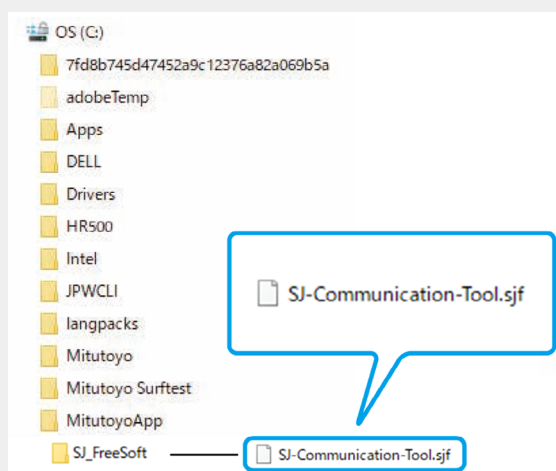 OS (C:)
7fd8b745d47452a9c12376a82a069b5a
adobeTemp
Apps
DELL
Drivers
HR500
Intel
JPWCLI
langpacks
Mitutoyo
Mitutoyo Surftest
MitutoyoApp
SJ_FreeSoft
SJ-Communication-Tool.sjf
SJ-Communication-Tool.sjf